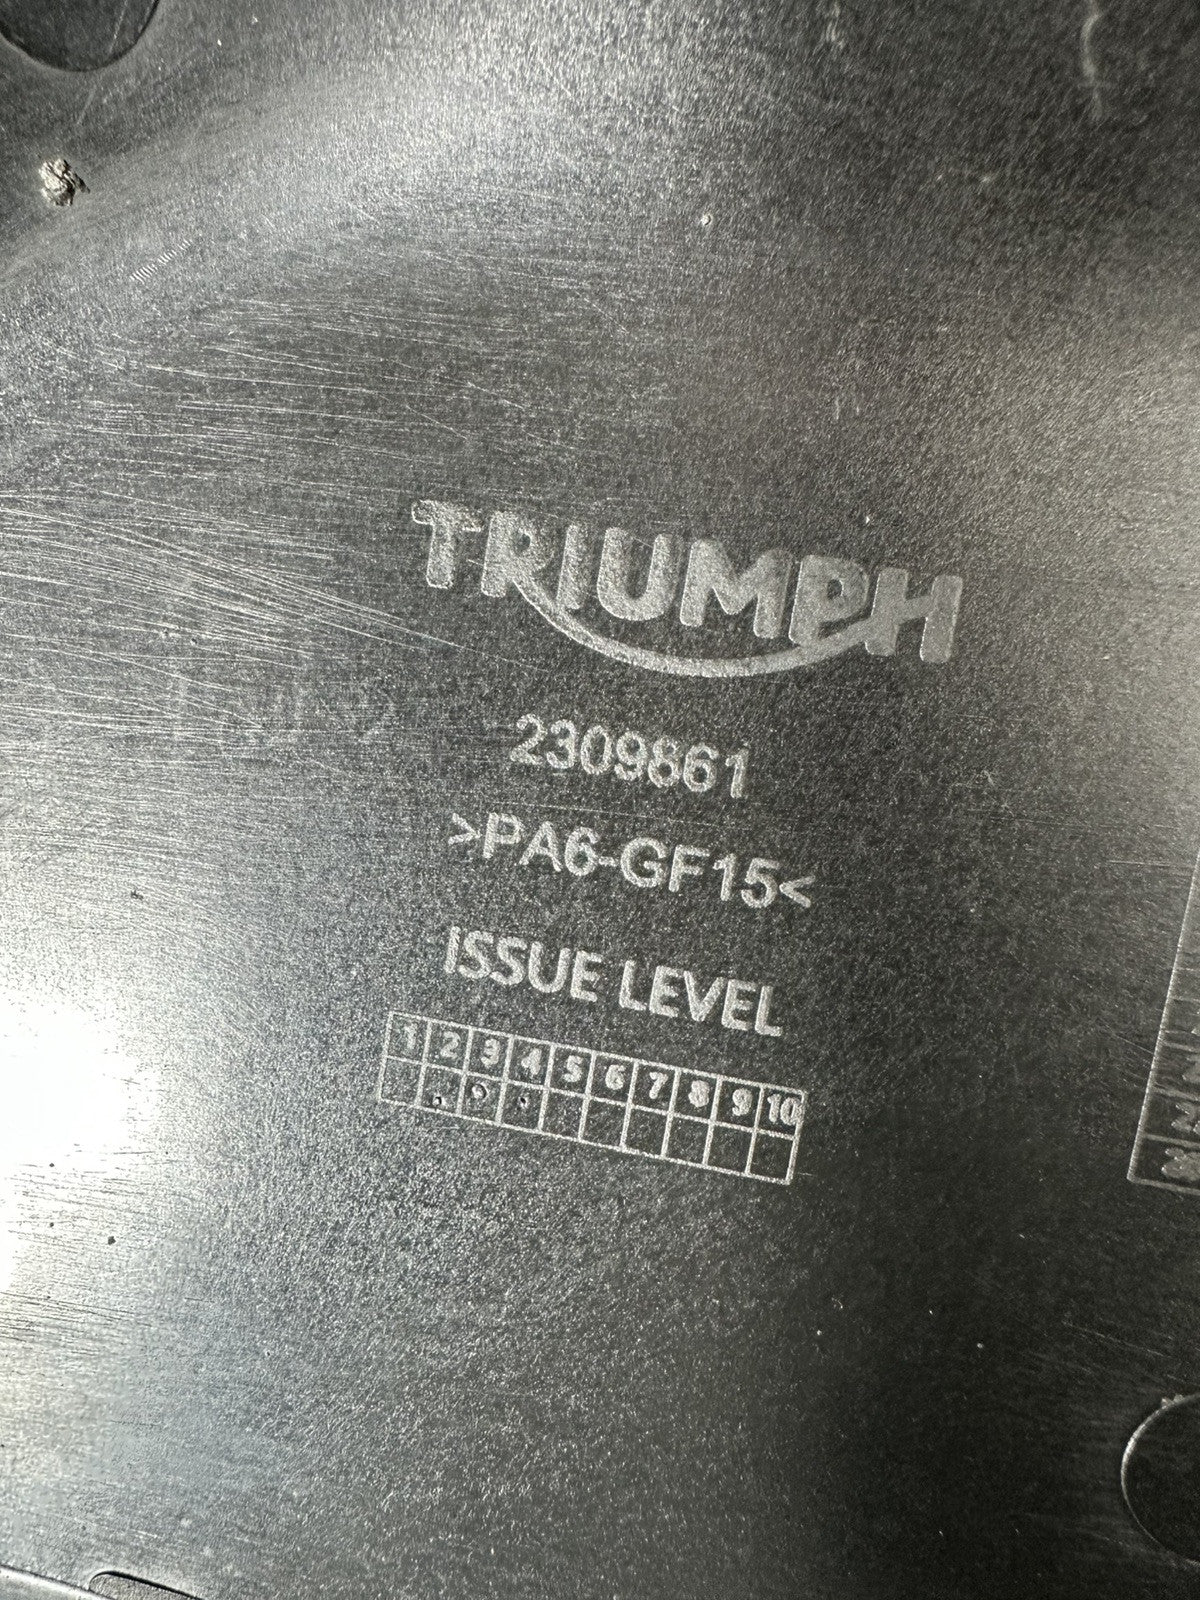 TRIUMPH
2309861
>PA6-GF15<
ISSUE LEVEL
1 2 3 4 5 6 7 8 9 10